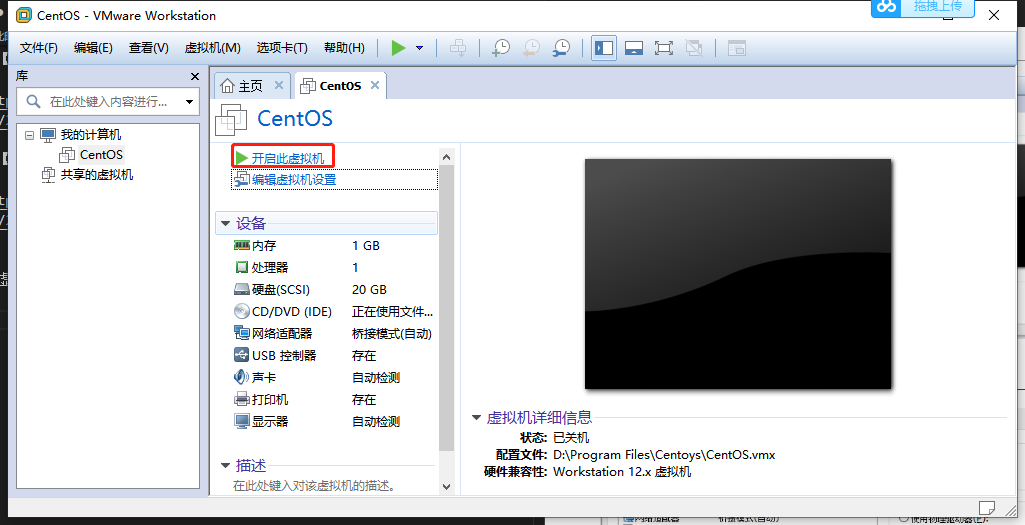 CentOS - VMware Workstation
拖拽上传
文件(F) 编辑(E) 查看(V) 虚拟机(M) 选项卡(T) 帮助(H)
库
在此处键入内容进行...
我的计算机
CentOS
共享的虚拟机
主页 CentOS
CentOS
开启此虚拟机
编辑虚拟机设置
设备
内存 1 GB
处理器 1
硬盘(SCSI) 20 GB
CD/DVD (IDE) 正在使用文件...
网络适配器 桥接模式(自动)
USB 控制器 存在
声卡 自动检测
打印机 存在
显示器 自动检测
描述
在此处键入对该虚拟机的描述。
虚拟机详细信息
状态: 已关机
配置文件: D:\Program Files\Centoys\CentOS.vmx
硬件兼容性: Workstation 12.x 虚拟机